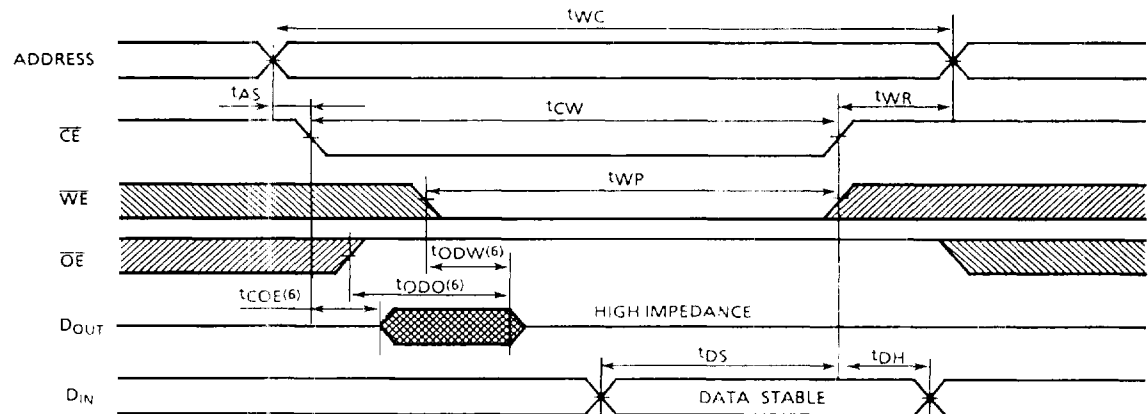 tWC
ADDRESS
tAS
tCW
tWR
CE
WE
tWP
OE
tODW(6)
tCOE(6)
tODO(6)
DOUT
HIGH IMPEDANCE
tDS
tDH
DIN
DATA STABLE